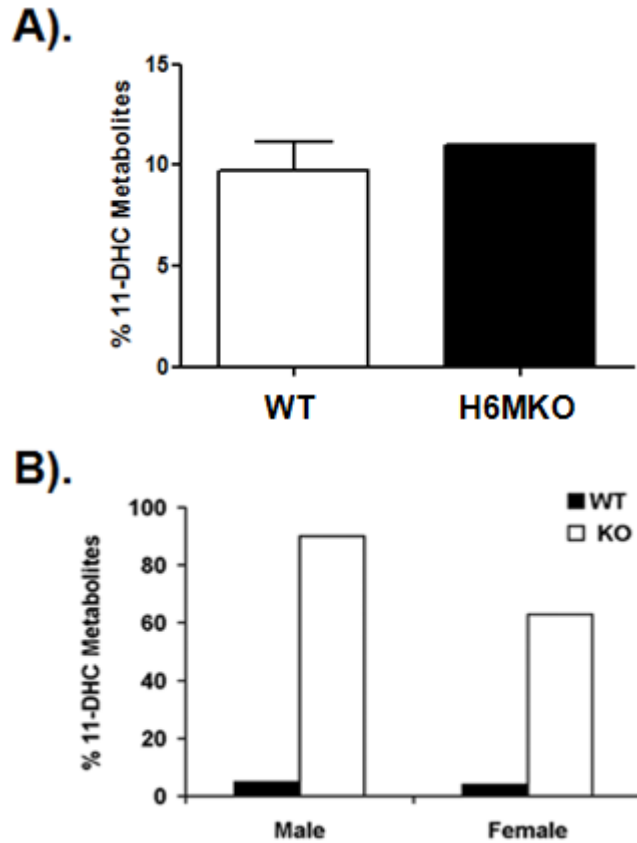 A).
% 11-DHC Metabolites
15
10
5
0
WT
H6MKO
B).
% 11-DHC Metabolites
100
80
60
40
20
0
WT
KO
Male
Female